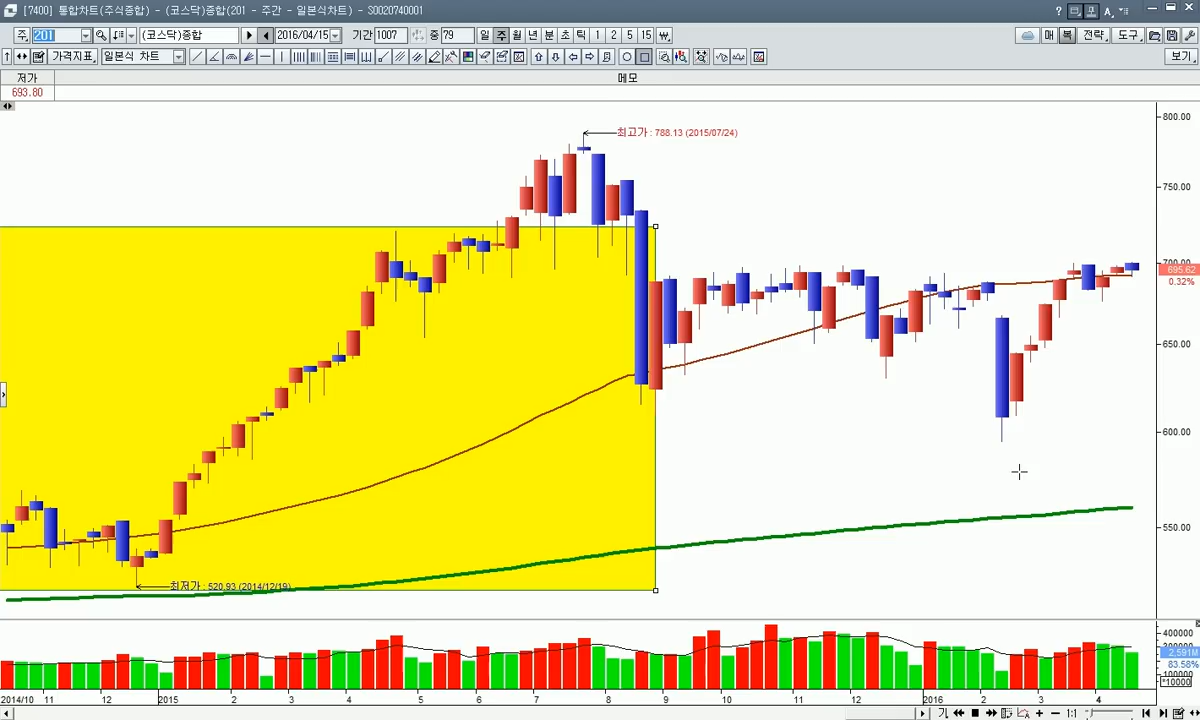 [7400] 통합차트(주식종합) - (코스닥)종합(201 - 주간 - 일본식차트) - S0020740001
주 201 (코스닥)종합 2016/04/15 기간 1007 중 79 일 주 월 년 분 초 틱 1 2 5 15 매 복 전략 도구
가격지표 일본식 차트 보기
저가 메모
693.80
최고가 : 788.13 (2015/07/24)
최저가 : 520.93 (2014/12/19)
800.00
750.00
700.00
695.62
0.32%
650.00
600.00
550.00
400000
300000
2,591M
83.58%
100000
*10000
2014/10 11 12 2015 2 3 4 5 6 7 8 9 10 11 12 2016 2 3 4
1:1